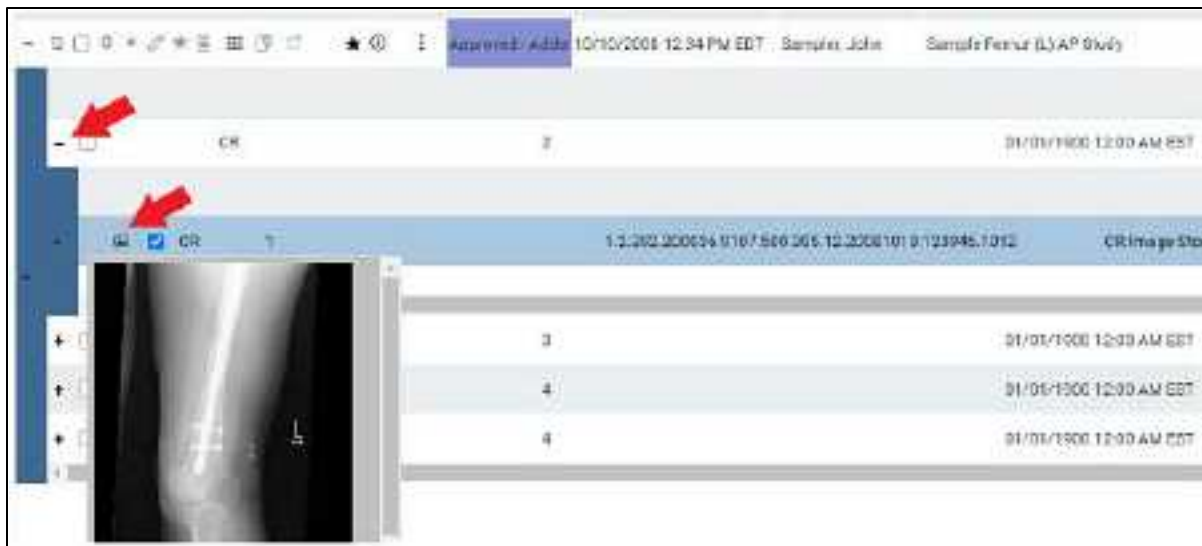 Approved, Adde 10/10/2008 12:34 PM EDT Sample, John Sample Femur (L) AP Study
CR 2 01/01/1900 12:00 AM EST
CR 1 CR Image Sto
L
3 01/01/1900 12:00 AM EST
4 01/01/1900 12:00 AM EST
4 01/01/1900 12:00 AM EST